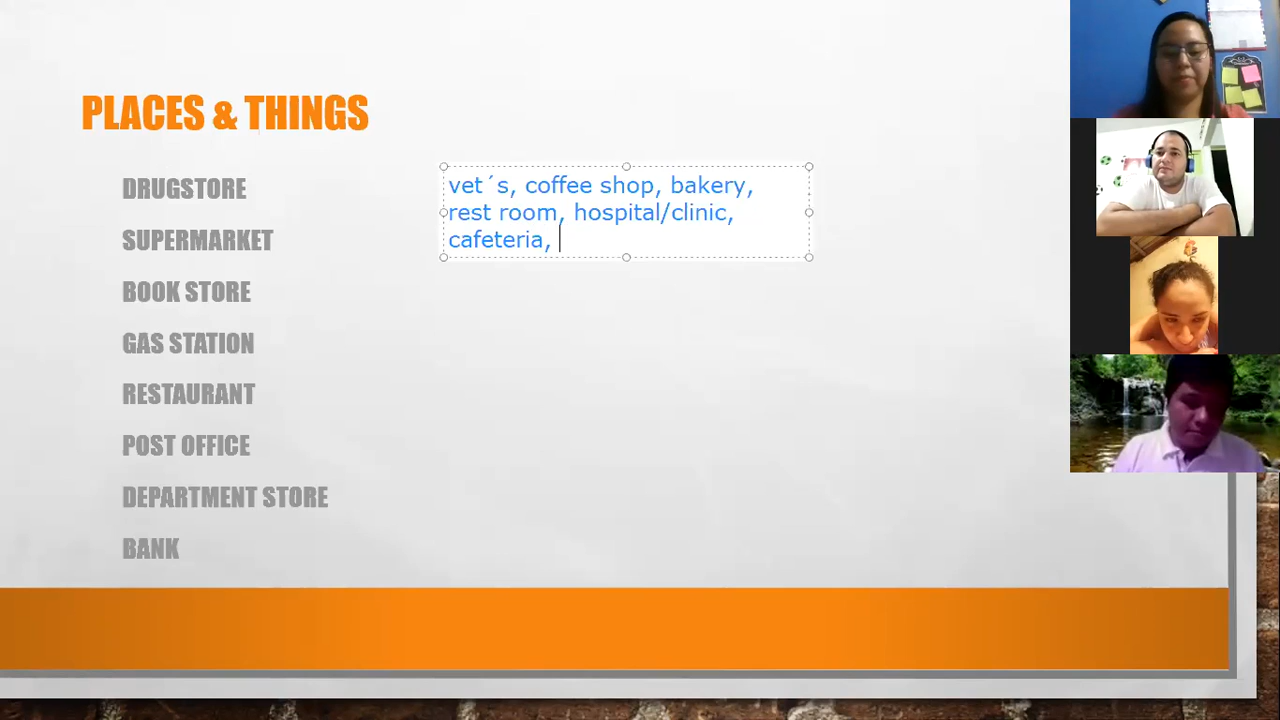 PLACES & THINGS
DRUGSTORE
SUPERMARKET
BOOK STORE
GAS STATION
RESTAURANT
POST OFFICE
DEPARTMENT STORE
BANK
vet´s, coffee shop, bakery,
rest room, hospital/clinic,
cafeteria,